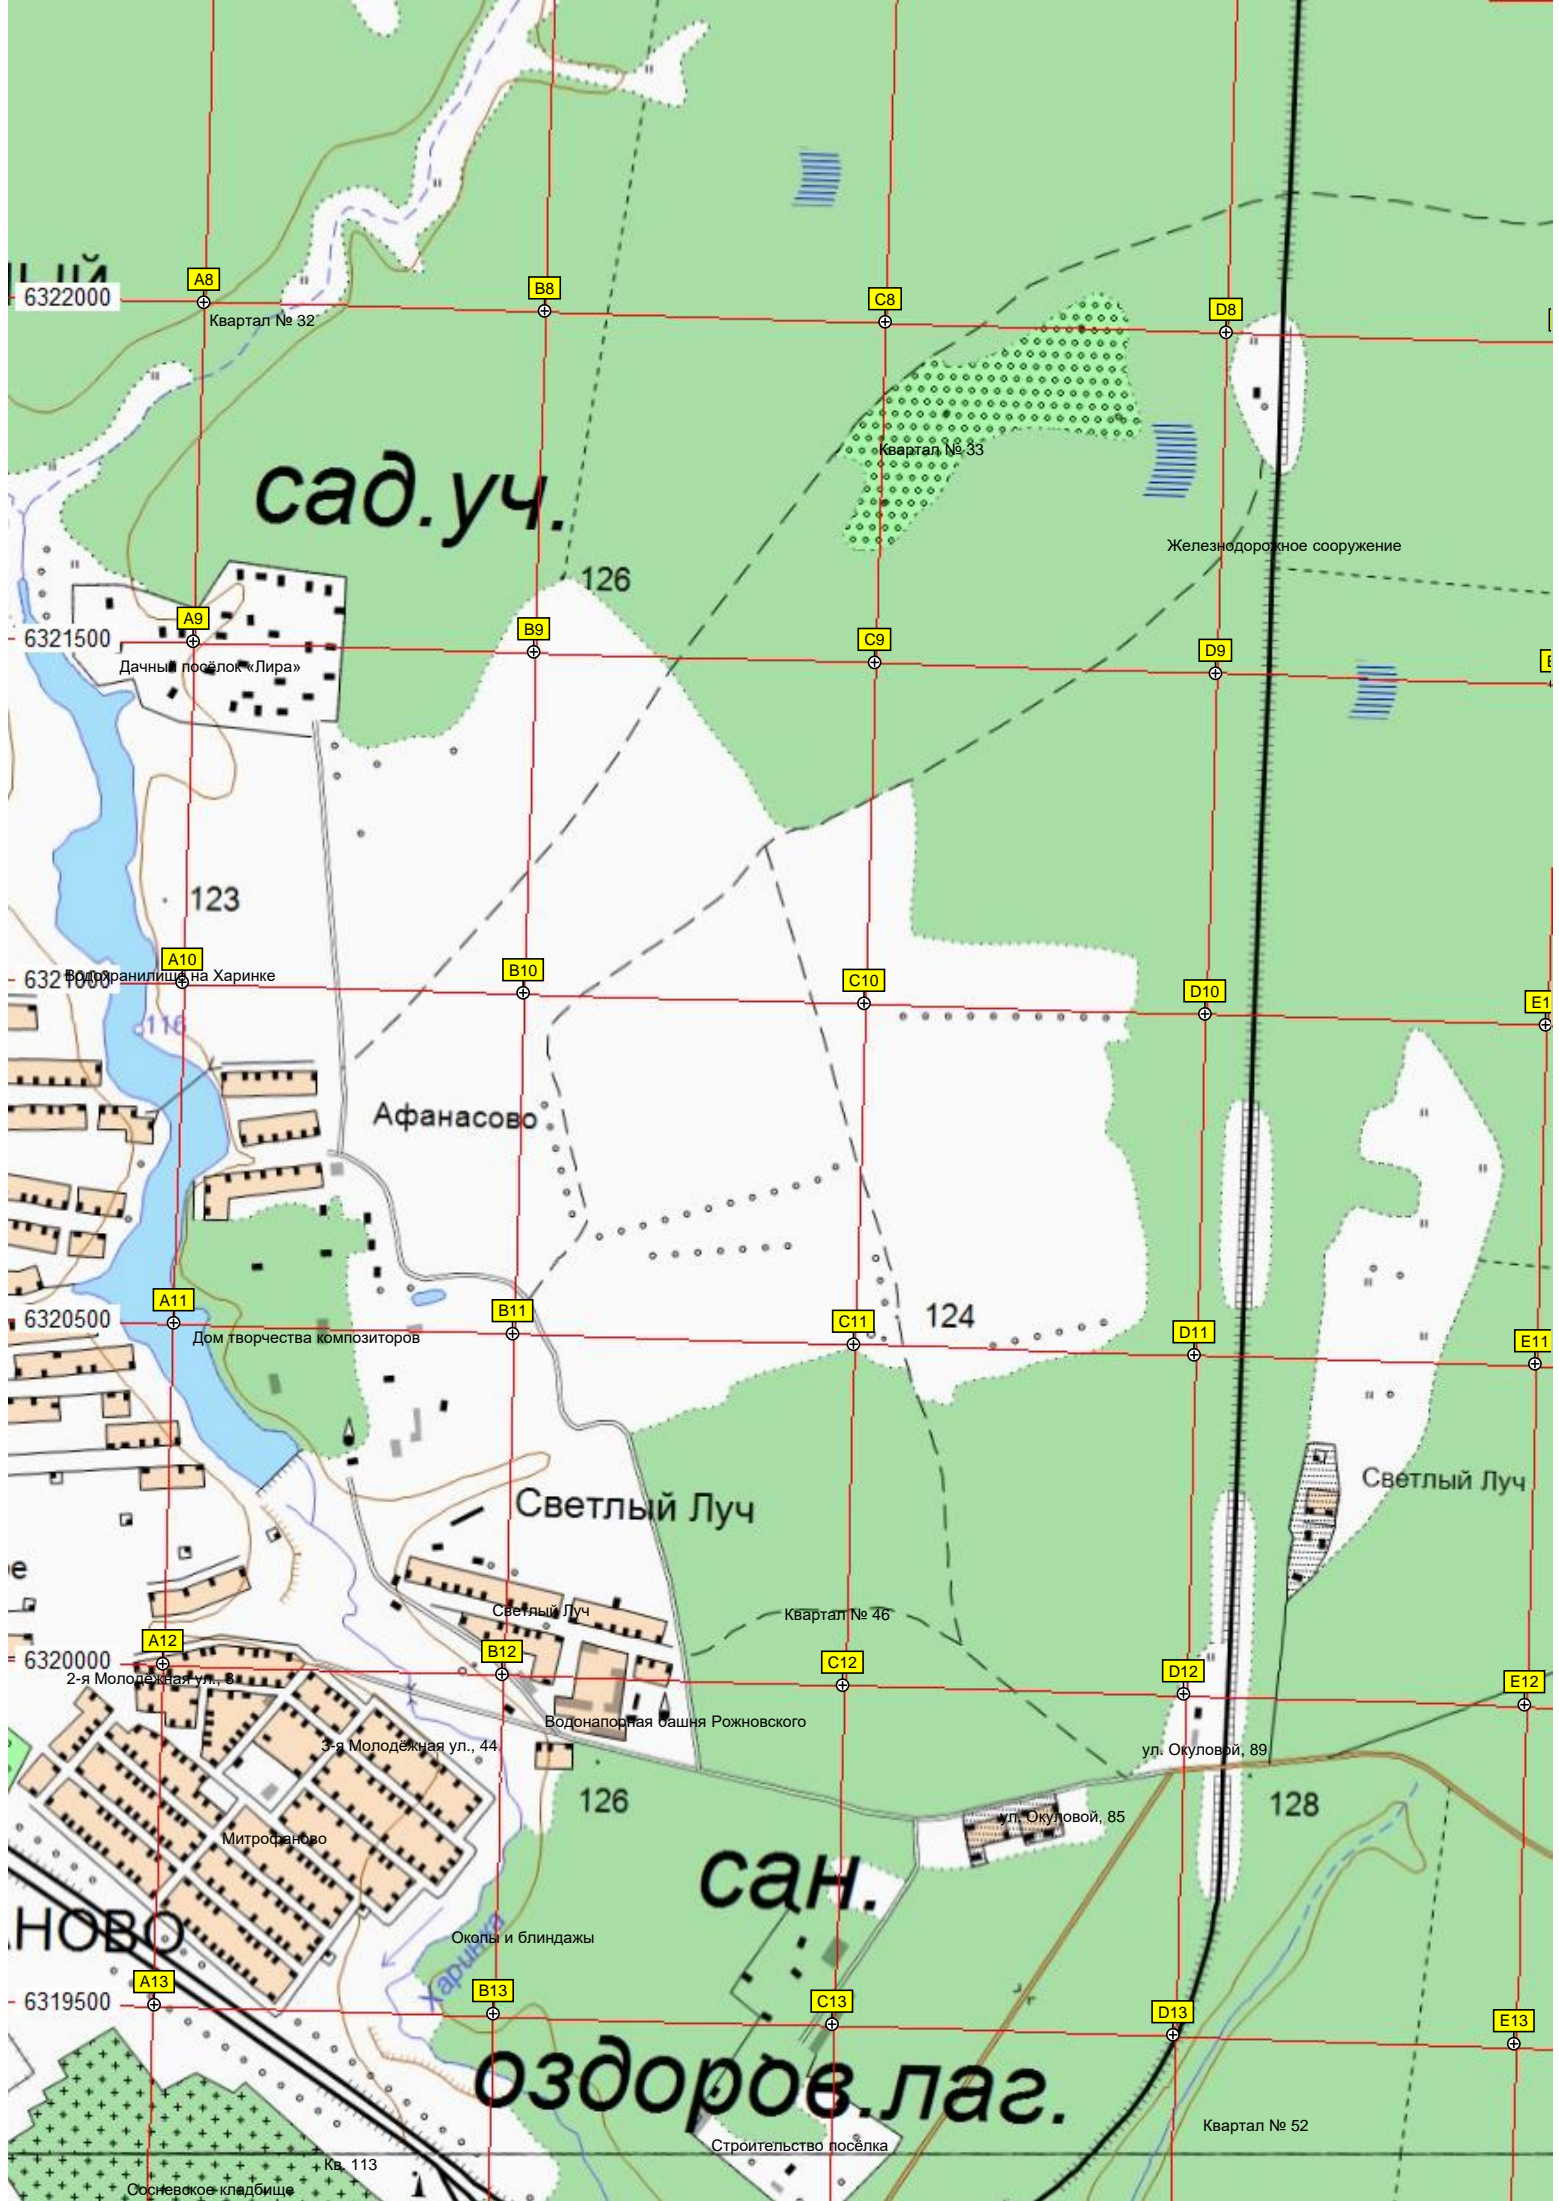 ЫЙ
A8
B8
C8
D8
6322000
Квартал № 32
Квартал № 33
сад.уч.
Железнодорожное сооружение
126
A9
B9
C9
D9
6321500
Дачный посёлок «Лира»
123
A10
B10
C10
D10
E1
6321000
Водохранилище на Харинке
116
Афанасово
A11
B11
C11
D11
E11
6320500
124
Дом творчества композиторов
Светлый Луч
Светлый Луч
е
Светлый Луч
Квартал № 46
A12
B12
C12
D12
E12
6320000
2-я Молодёжная ул., 8
Водонапорная башня Рожновского
3-я Молодёжная ул., 44
ул. Окуловой, 89
126
128
ул. Окуловой, 85
Митрофаново
сан.
НОВО
Окопы и блиндажы
Харинка
A13
B13
C13
D13
E13
6319500
оздоров.лаг.
Квартал № 52
Строительство посёлка
Кв. 113
Сосневское кладбище